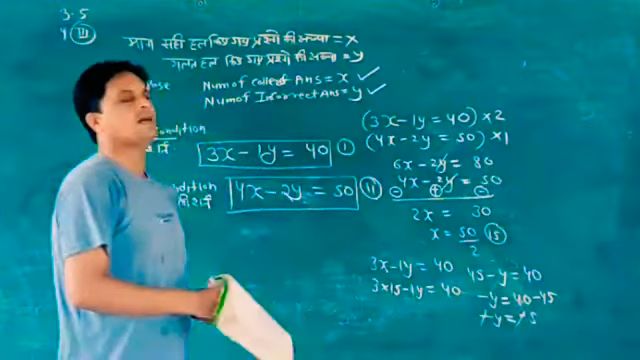 3.5
4 (iii)
माना सही हल किए गए प्रश्नों की संख्या = x
गलत हल किए गए प्रश्नों की संख्या = y
Num of correct Ans = x ✓
Num of Incorrect Ans = y ✓
condition
3x - 1y = 40 (i)
condition
4x - 2y = 50 (ii)
(3x - 1y = 40) × 2
(4x - 2y = 50) × 1
6x - 2y = 80
4x - 2y = 50
2x = 30
x = 30/2 (15)
3x - 1y = 40
3×15 - 1y = 40
45 - y = 40
-y = 40 - 45
+y = +5